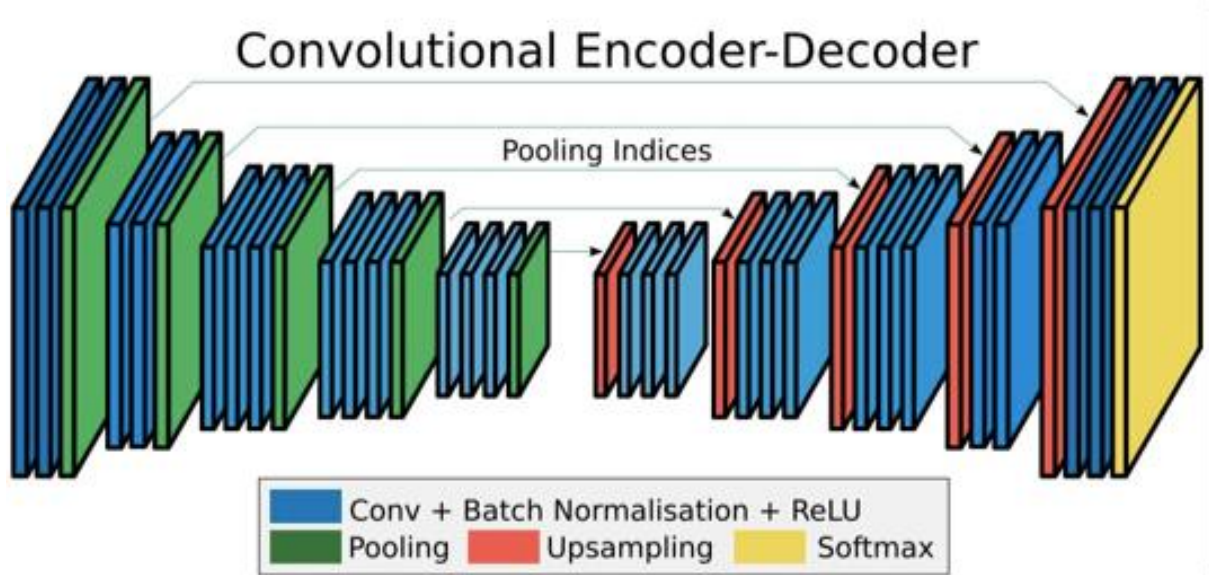 Convolutional Encoder-Decoder
Pooling Indices
Conv + Batch Normalisation + ReLU
Pooling Upsampling Softmax